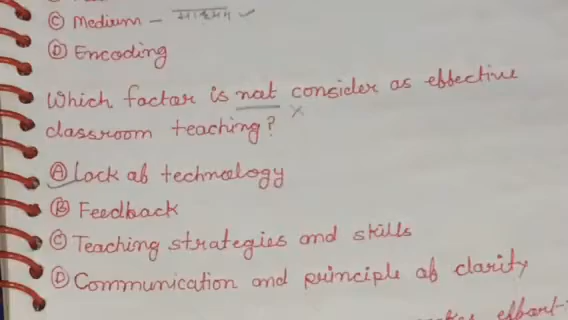 Ⓒ Medium - माध्यम
Ⓓ Encoding
Which factor is not consider as effective
classroom teaching?
Ⓐ Lack of technology
Ⓑ Feedback
Ⓒ Teaching strategies and skills
Ⓓ Communication and principle of clarity